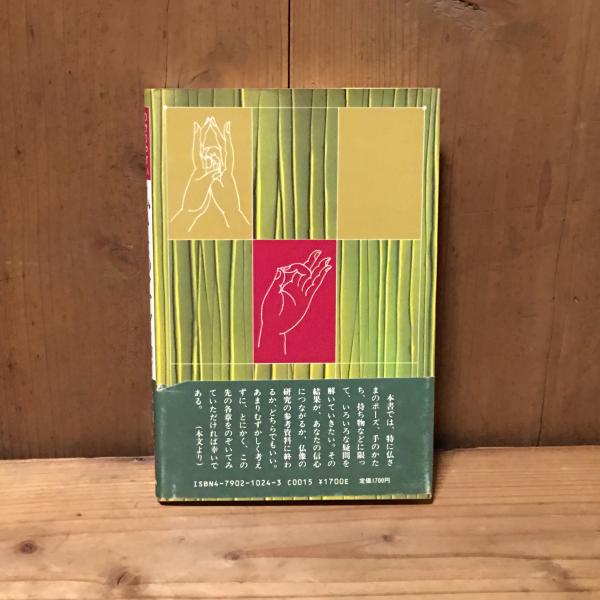 本書では、特に仏さ
まのポーズ、手のかた
ち、持ち物などに限っ
て、いろいろな疑問を
解いていきたい。その
結果が、あなたの信心
につながるか、仏像の
研究の参考資料に終わ
るか、どちらでもいい。
あまりむずかしく考え
ずに、とにかく、この
先の各章をのぞいてみ
ていただければ幸いで
ある。　（本文より）
ISBN4-7902-1024-3 C0015 ¥1700E 定価1700円